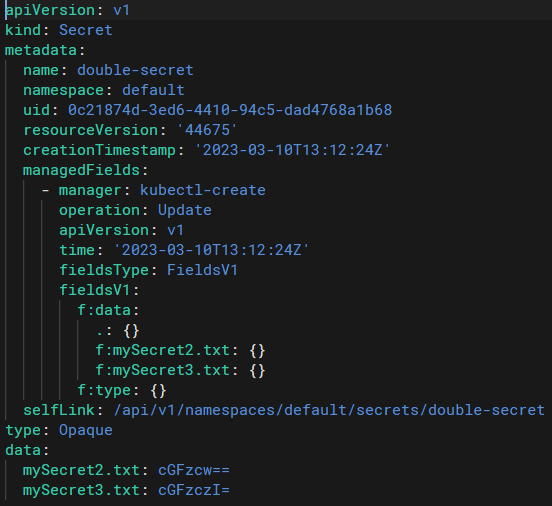 apiVersion: v1
kind: Secret
metadata:
  name: double-secret
  namespace: default
  uid: 0c21874d-3ed6-4410-94c5-dad4768a1b68
  resourceVersion: '44675'
  creationTimestamp: '2023-03-10T13:12:24Z'
  managedFields:
    - manager: kubectl-create
      operation: Update
      apiVersion: v1
      time: '2023-03-10T13:12:24Z'
      fieldsType: FieldsV1
      fieldsV1:
        f:data:
          .: {}
          f:mySecret2.txt: {}
          f:mySecret3.txt: {}
        f:type: {}
  selfLink: /api/v1/namespaces/default/secrets/double-secret
type: Opaque
data:
  mySecret2.txt: cGFzcw==
  mySecret3.txt: cGFzczI=